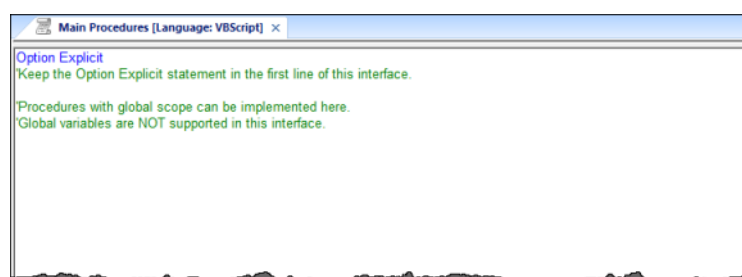 Main Procedures [Language: VBScript]
Option Explicit
'Keep the Option Explicit statement in the first line of this interface.
'Procedures with global scope can be implemented here.
'Global variables are NOT supported in this interface.